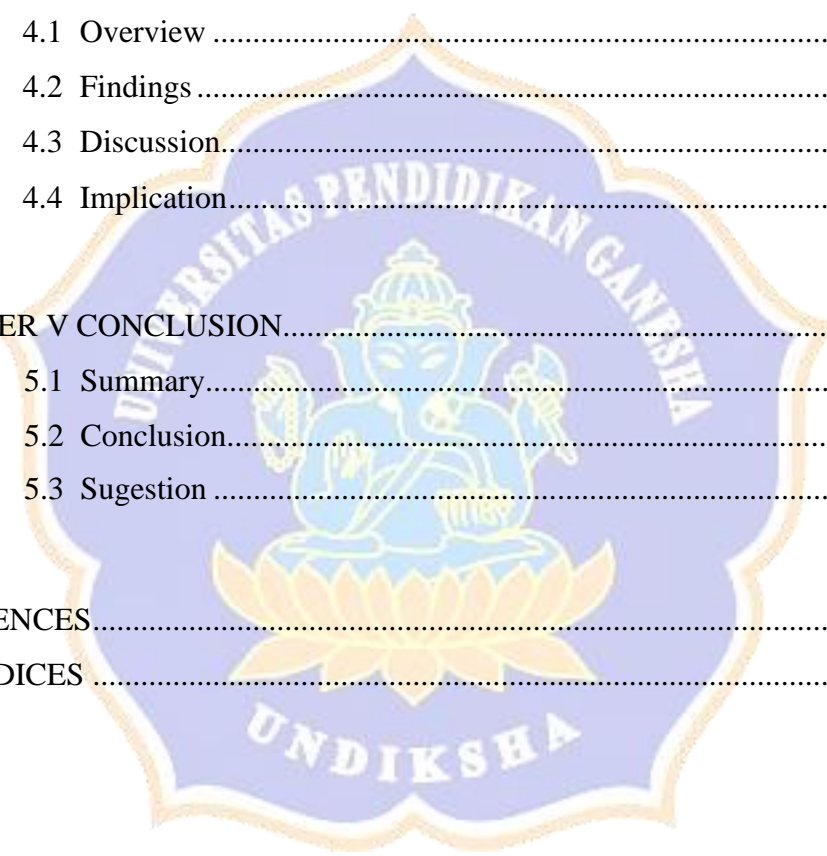 4.1 Overview ................................................................................
4.2 Findings ................................................................................
4.3 Discussion................................................................................
4.4 Implication................................................................................
ER V CONCLUSION................................................................................
5.1 Summary................................................................................
5.2 Conclusion................................................................................
5.3 Sugestion ................................................................................
ENCES................................................................................
DICES ................................................................................
UNIVERSITAS PENDIDIKAN GANESHA
UNDIKSHA